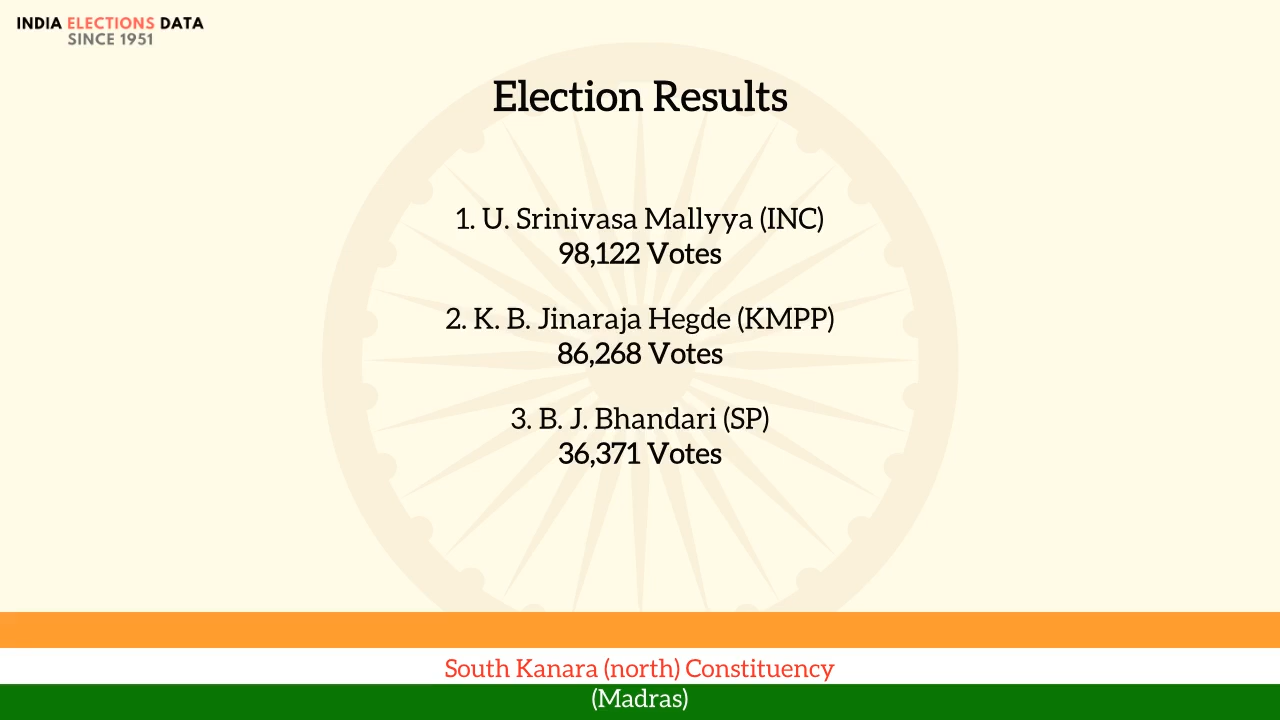 INDIA ELECTIONS DATA
SINCE 1951
Election Results
1. U. Srinivasa Mallyya (INC)
98,122 Votes
2. K. B. Jinaraja Hegde (KMPP)
86,268 Votes
3. B. J. Bhandari (SP)
36,371 Votes
South Kanara (north) Constituency
(Madras)